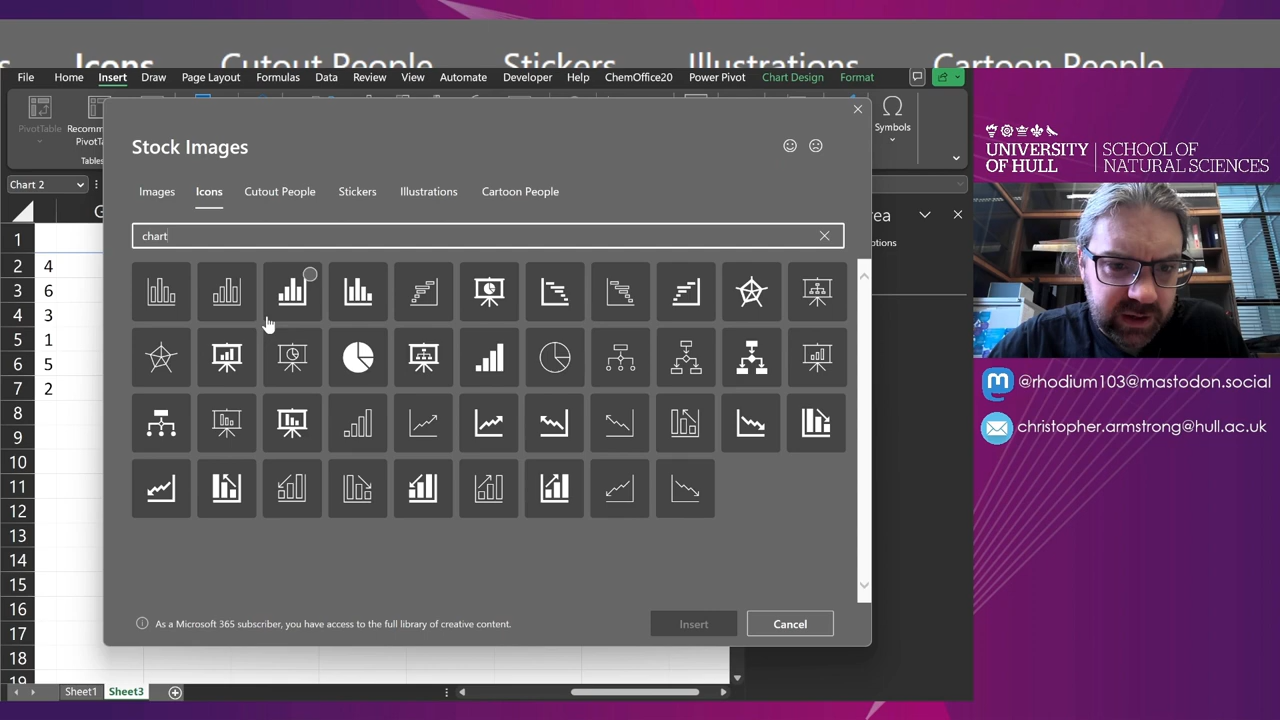 Icons Cutout People Stickers Illustrations Cartoon People
File Home Insert Draw Page Layout Formulas Data Review View Automate Developer Help ChemOffice20 Power Pivot Chart Design Format
PivotTable Recomm
PivotTa
Tables
Symbols
Chart 2
Stock Images
Images Icons Cutout People Stickers Illustrations Cartoon People
chart
rea
ptions
1
2 4
3 6
4 3
5 1
6 5
7 2
8
9
10
11
12
13
14
15
16
17
18
As a Microsoft 365 subscriber, you have access to the full library of creative content.
Insert Cancel
Sheet1 Sheet3
UNIVERSITY OF HULL
SCHOOL OF NATURAL SCIENCES
@rhodium103@mastodon.social
christopher.armstrong@hull.ac.uk